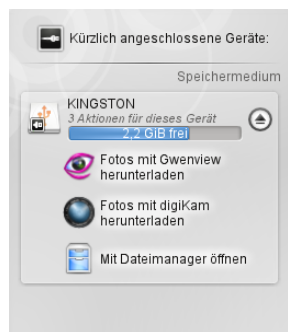 Kürzlich angeschlossene Geräte:
Speichermedium
KINGSTON
3 Aktionen für dieses Gerät
2,2 GiB frei
Fotos mit Gwenview
herunterladen
Fotos mit digiKam
herunterladen
Mit Dateimanager öffnen